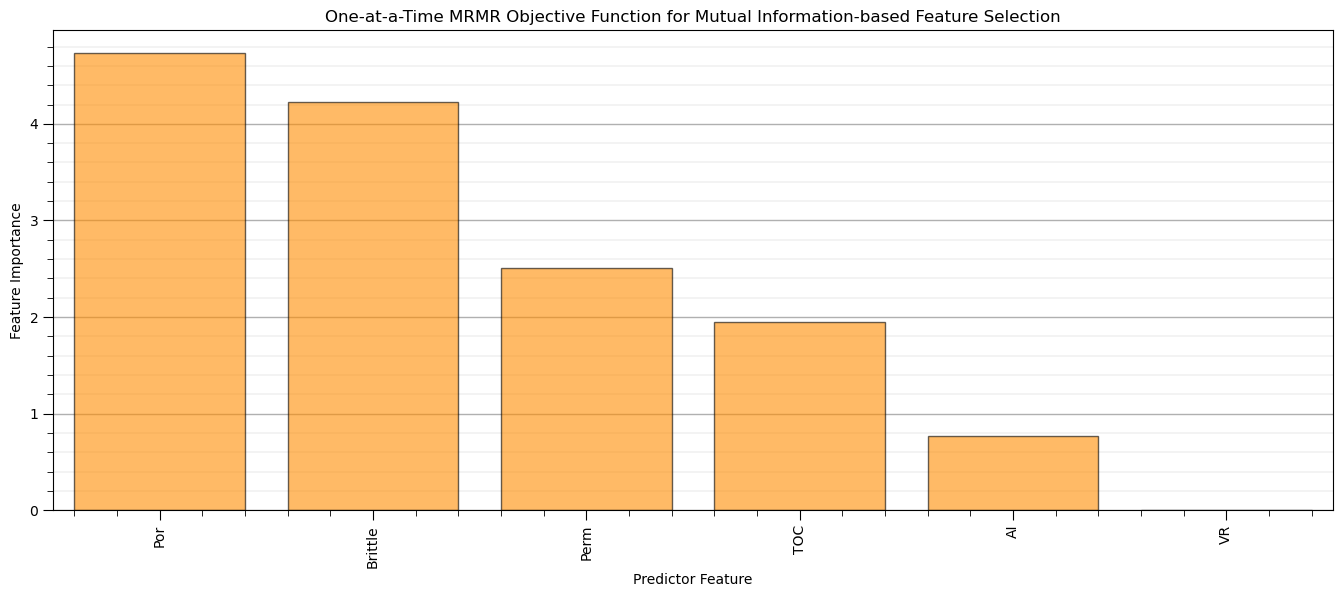 One-at-a-Time MRMR Objective Function for Mutual Information-based Feature Selection
Feature Importance
4
3
2
1
0
Por
Brittle
Perm
TOC
AI
VR
Predictor Feature